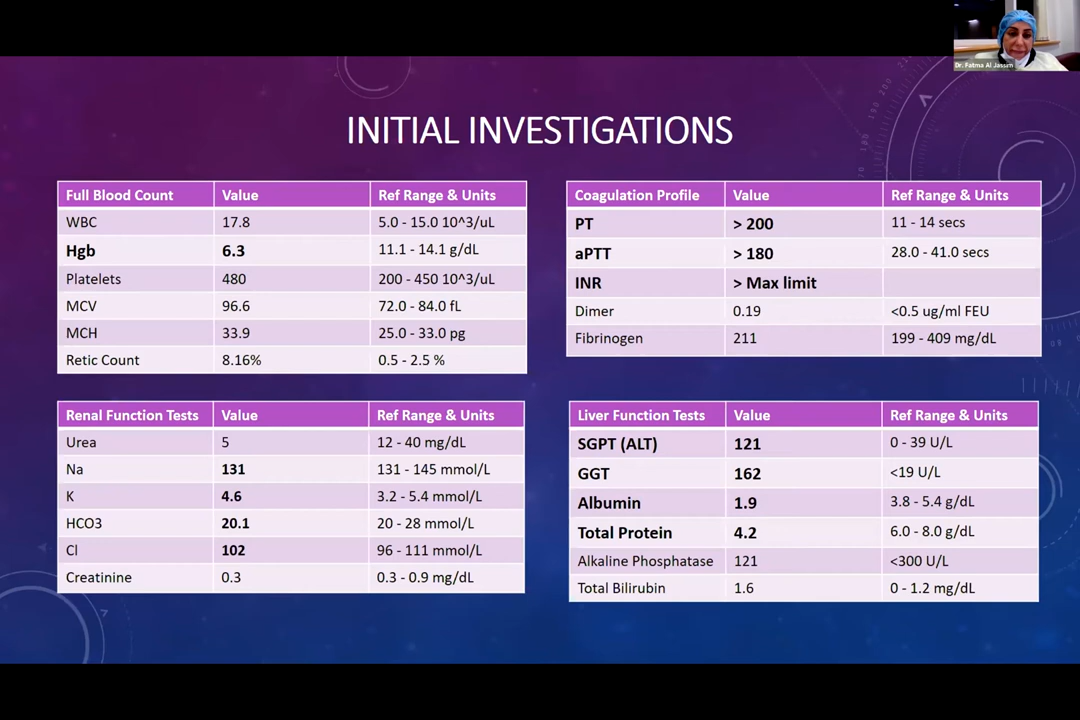 Dr. Fatma Al Jassim
INITIAL INVESTIGATIONS
Full Blood Count Value Ref Range & Units
WBC 17.8 5.0 - 15.0 10^3/uL
Hgb 6.3 11.1 - 14.1 g/dL
Platelets 480 200 - 450 10^3/uL
MCV 96.6 72.0 - 84.0 fL
MCH 33.9 25.0 - 33.0 pg
Retic Count 8.16% 0.5 - 2.5 %
Coagulation Profile Value Ref Range & Units
PT > 200 11 - 14 secs
aPTT > 180 28.0 - 41.0 secs
INR > Max limit
Dimer 0.19 <0.5 ug/ml FEU
Fibrinogen 211 199 - 409 mg/dL
Renal Function Tests Value Ref Range & Units
Urea 5 12 - 40 mg/dL
Na 131 131 - 145 mmol/L
K 4.6 3.2 - 5.4 mmol/L
HCO3 20.1 20 - 28 mmol/L
Cl 102 96 - 111 mmol/L
Creatinine 0.3 0.3 - 0.9 mg/dL
Liver Function Tests Value Ref Range & Units
SGPT (ALT) 121 0 - 39 U/L
GGT 162 <19 U/L
Albumin 1.9 3.8 - 5.4 g/dL
Total Protein 4.2 6.0 - 8.0 g/dL
Alkaline Phosphatase 121 <300 U/L
Total Bilirubin 1.6 0 - 1.2 mg/dL